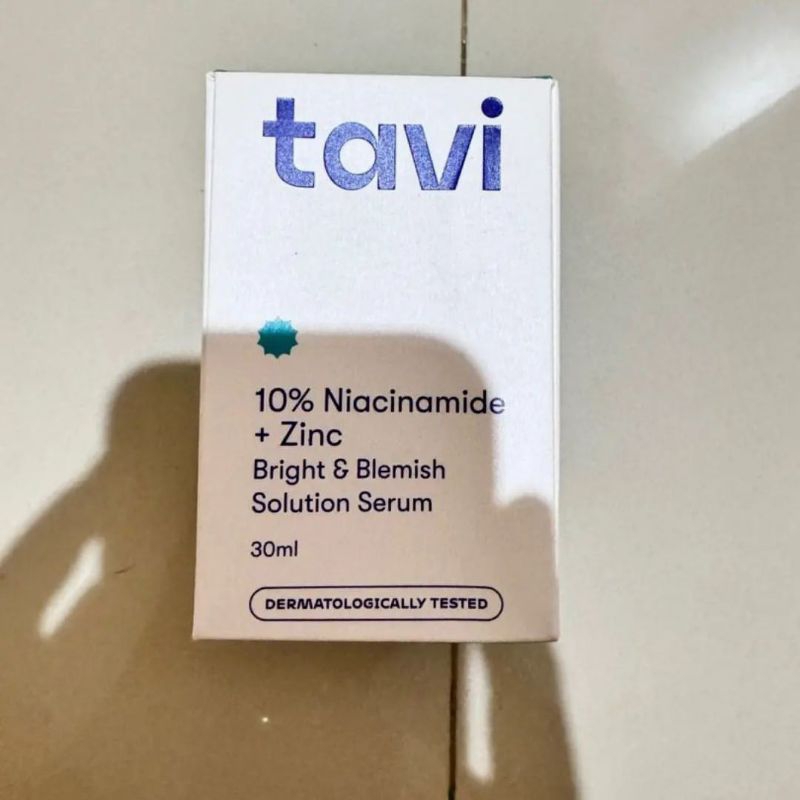 tavi
10% Niacinamide
+ Zinc
Bright & Blemish
Solution Serum
30ml
DERMATOLOGICALLY TESTED